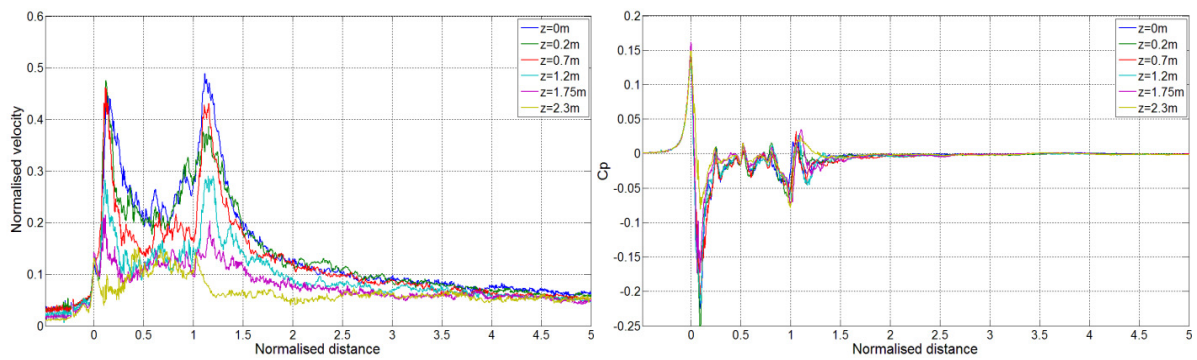 Normalised velocity
0.6
0.5
0.4
0.3
0.2
0.1
0
0 0.5 1 1.5 2 2.5 3 3.5 4 4.5 5
Normalised distance
z=0m
z=0.2m
z=0.7m
z=1.2m
z=1.75m
z=2.3m
Cp
0.2
0.15
0.10
0.05
0
-0.05
-0.1
-0.15
-0.2
-0.25
0 0.5 1 1.5 2 2.5 3 3.5 4 4.5 5
Normalised distance
z=0m
z=0.2m
z=0.7m
z=1.2m
z=1.75m
z=2.3m